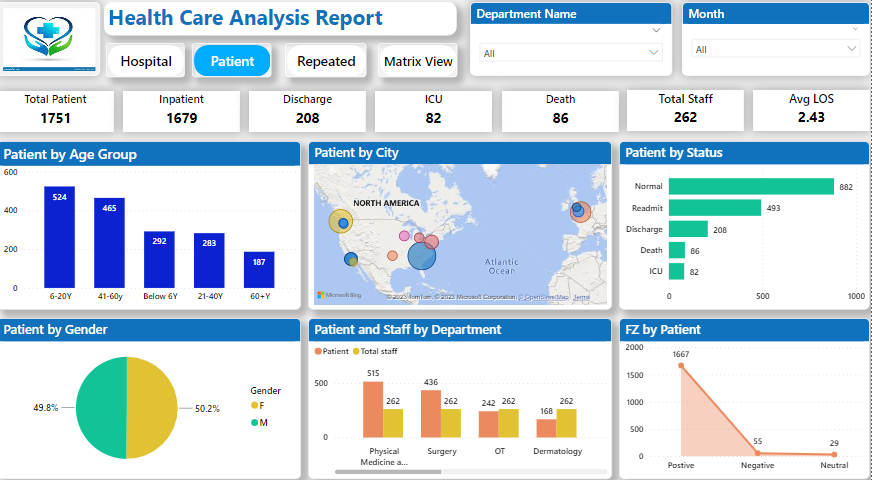 Health Care Analysis Report
Department Name
Month
All
All
Hospital
Patient
Repeated
Matrix View
Total Patient
1751
Inpatient
1679
Discharge
208
ICU
82
Death
86
Total Staff
262
Avg LOS
2.43
Patient by Age Group
600
400
200
0
524
465
292
283
187
6-20Y
41-60y
Below 6Y
21-40Y
60+Y
Patient by City
NORTH AMERICA
Atlantic
Ocean
Microsoft Bing
© 2023 TomTom, © 2023 Microsoft Corporation, © OpenStreetMap Terms
Patient by Status
Normal
882
Readmit
493
Discharge
208
Death
86
ICU
82
0
500
1000
Patient by Gender
49.8%
50.2%
Gender
F
M
Patient and Staff by Department
Patient
Total staff
500
0
515
262
436
262
242
262
168
262
Physical
Medicine a...
Surgery
OT
Dermatology
FZ by Patient
2000
1500
1000
500
0
1667
55
29
Postive
Negative
Neutral